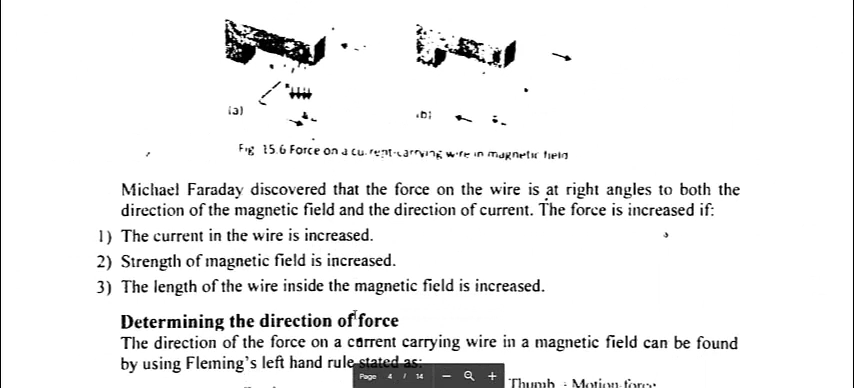 (a)
(b)
Fig 15.6 Force on a current-carrying wire in magnetic field
Michael Faraday discovered that the force on the wire is at right angles to both the
direction of the magnetic field and the direction of current. The force is increased if:
1) The current in the wire is increased.
2) Strength of magnetic field is increased.
3) The length of the wire inside the magnetic field is increased.
Determining the direction of force
The direction of the force on a current carrying wire in a magnetic field can be found
by using Fleming's left hand rule stated as:
Page 4 / 14 − +
Thumb : Motion force